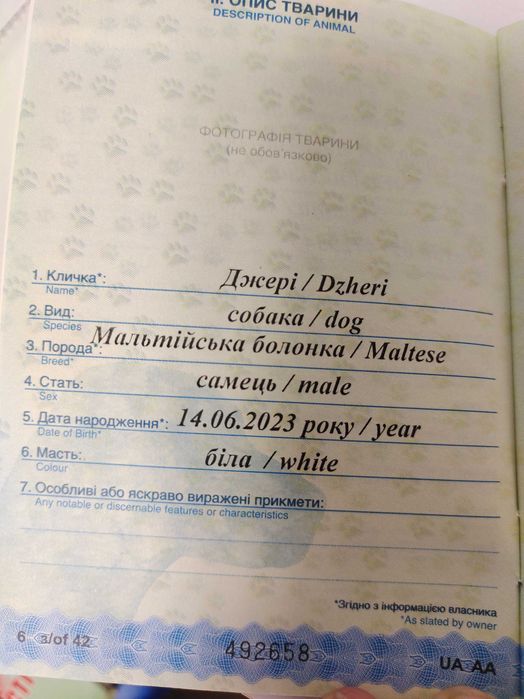 II. ОПИС ТВАРИНИ
DESCRIPTION OF ANIMAL
ФОТОГРАФІЯ ТВАРИНИ
(не обов'язково)
1. Кличка*: Джері / Dzheri
Name*
2. Вид: собака / dog
Species
3. Порода*: Мальтійська болонка / Maltese
Breed*
4. Стать: самець / male
Sex
5. Дата народження*: 14.06.2023 року / year
Date of Birth*
6. Масть: біла / white
Colour
7. Особливі або яскраво виражені прикмети:
Any notable or discernable features or characteristics
*Згідно з інформацією власника
*As stated by owner
6 з/of 42 492658 UA AA